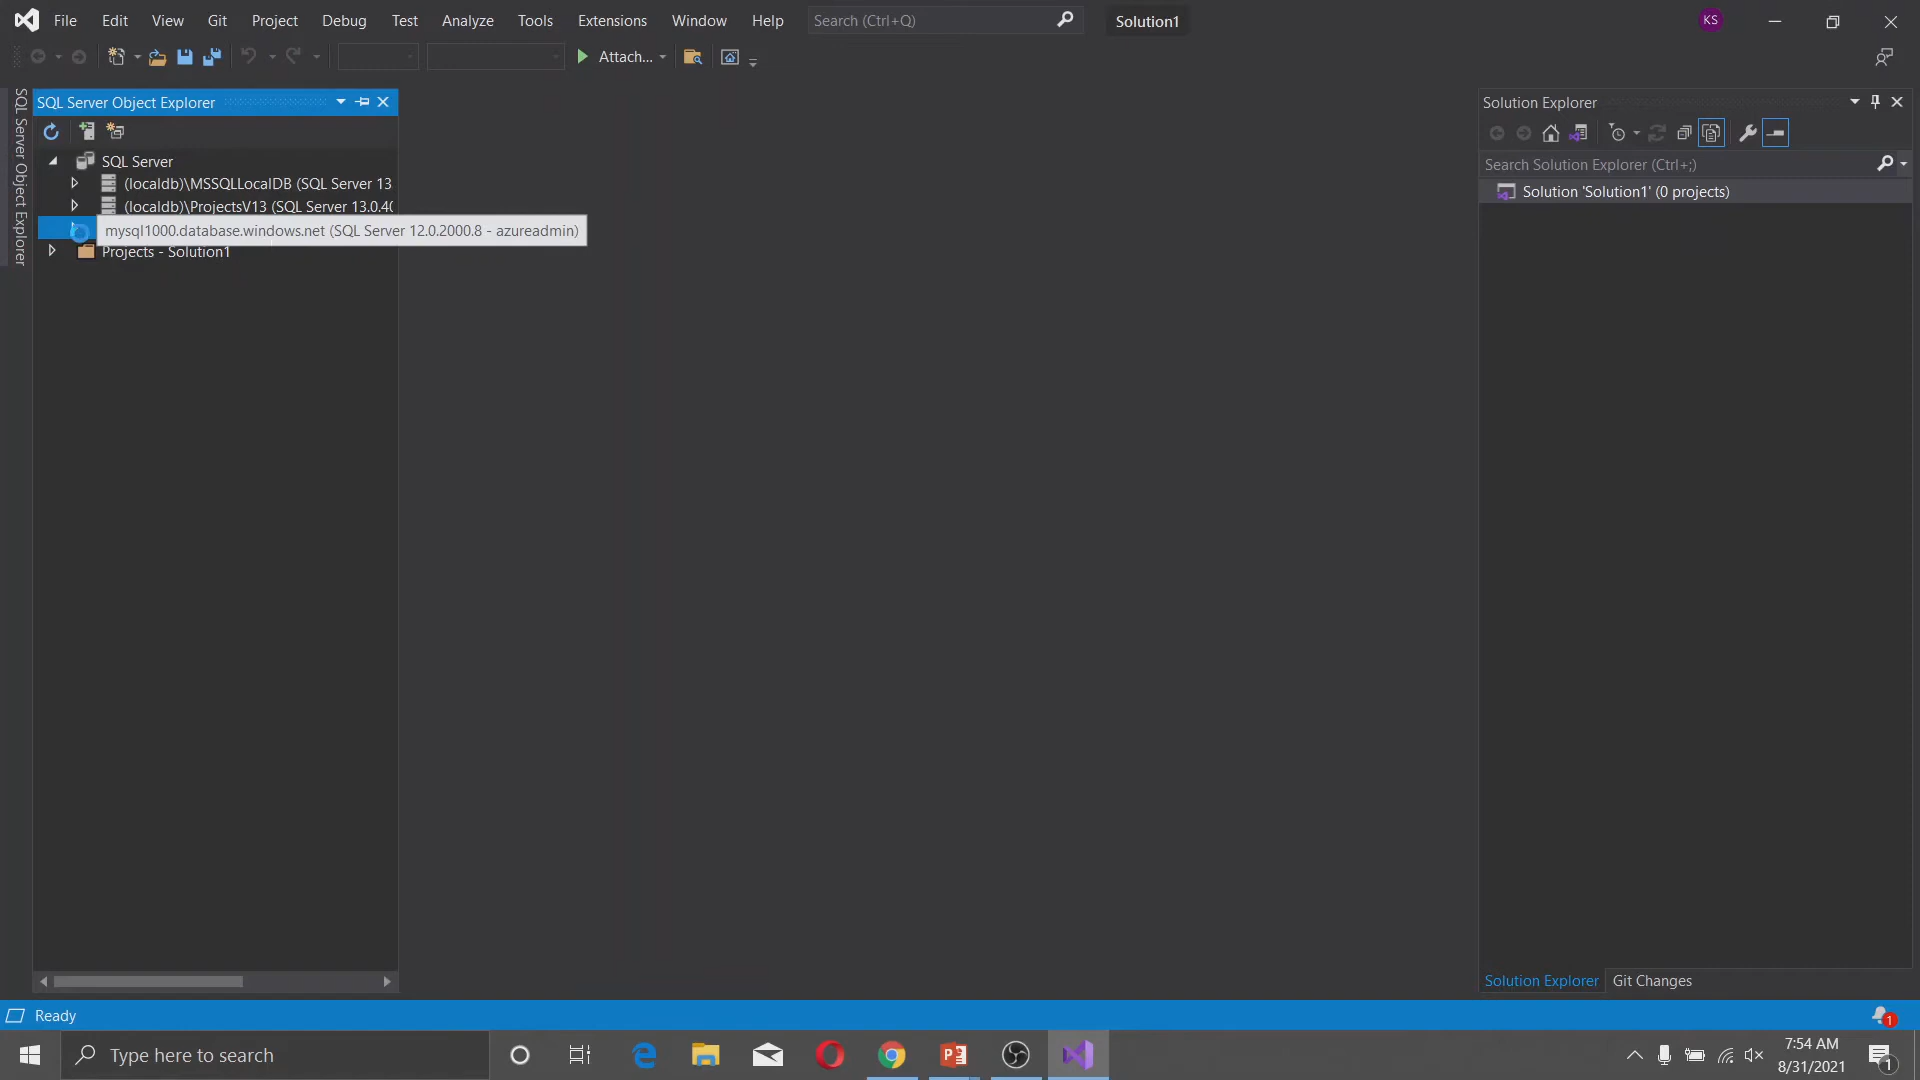 File Edit View Git Project Debug Test Analyze Tools Extensions Window Help Search (Ctrl+Q) Solution1 KS
Attach...
SQL Server Object Explorer
SQL Server Object Explorer
SQL Server
(localdb)\MSSQLLocalDB (SQL Server 13
(localdb)\ProjectsV13 (SQL Server 13.0.40
mysql1000.database.windows.net (SQL Server 12.0.2000.8 - azureadmin)
Projects - Solution1
Solution Explorer
Search Solution Explorer (Ctrl+;)
Solution 'Solution1' (0 projects)
Solution Explorer Git Changes
Ready
1
Type here to search
7:54 AM
8/31/2021
1